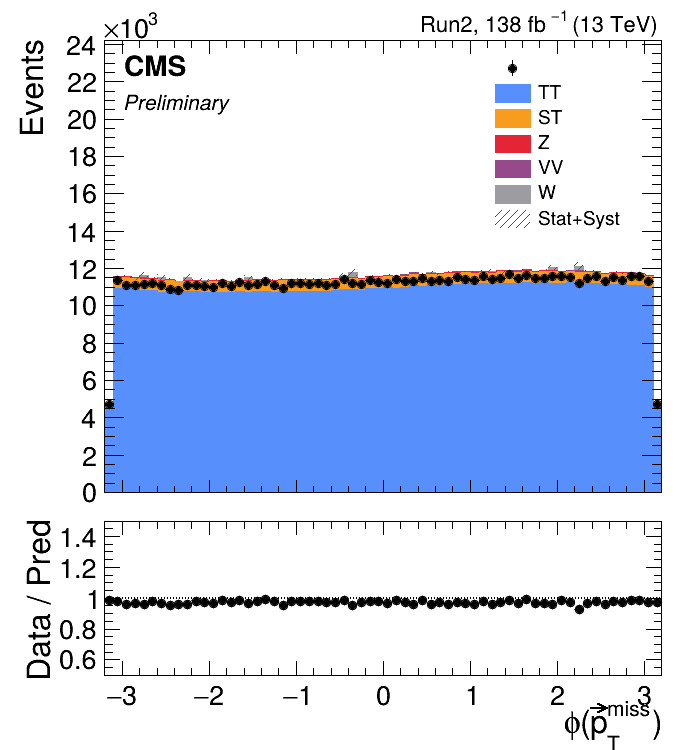 ×10³
Run2, 138 fb⁻¹ (13 TeV)
CMS
Preliminary
TT
ST
Z
VV
W
Stat+Syst
Events
24
22
20
18
16
14
12
10
8
6
4
2
0
Data / Pred
1.4
1.2
1
0.8
0.6
−3 −2 −1 0 1 2 3
ϕ(p⃗_T^miss)